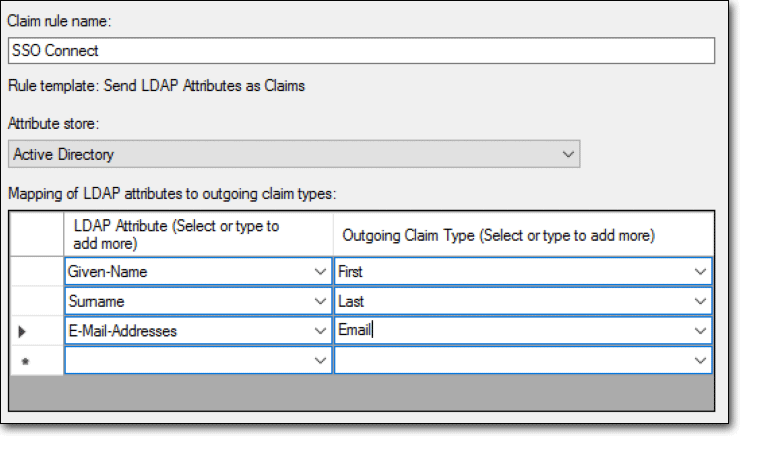 Claim rule name:
SSO Connect
Rule template: Send LDAP Attributes as Claims
Attribute store:
Active Directory
Mapping of LDAP attributes to outgoing claim types:
LDAP Attribute (Select or type to
add more)
Outgoing Claim Type (Select or type to add more)
Given-Name First
Surname Last
E-Mail-Addresses Email
*